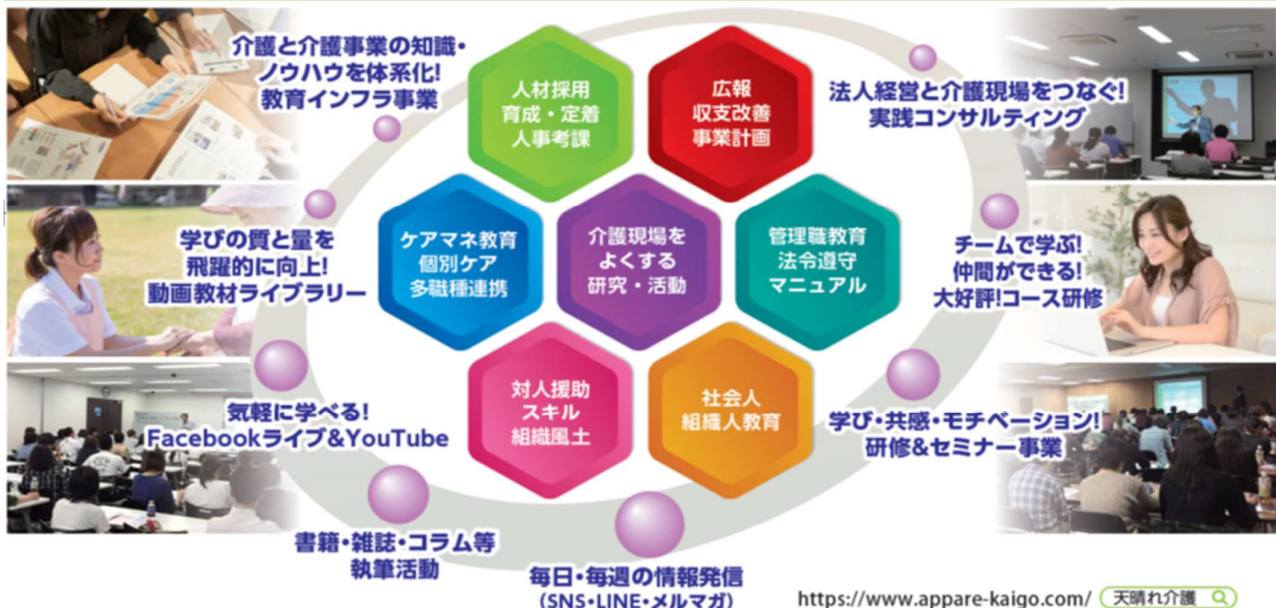 介護と介護事業の知識・
ノウハウを体系化!
教育インフラ事業
人材採用
育成・定着
人事考課
広報
収支改善
事業計画
法人経営と介護現場をつなぐ!
実践コンサルティング
学びの質と量を
飛躍的に向上!
動画教材ライブラリー
ケアマネ教育
個別ケア
多職種連携
介護現場を
よくする
研究・活動
管理職教育
法令遵守
マニュアル
チームで学ぶ!
仲間ができる!
大好評!コース研修
気軽に学べる!
Facebookライブ&YouTube
対人援助
スキル
組織風土
社会人
組織人教育
学び・共感・モチベーション!
研修&セミナー事業
書籍・雑誌・コラム等
執筆活動
毎日・毎週の情報発信
(SNS・LINE・メルマガ)
https://www.appare-kaigo.com/ 天晴れ介護